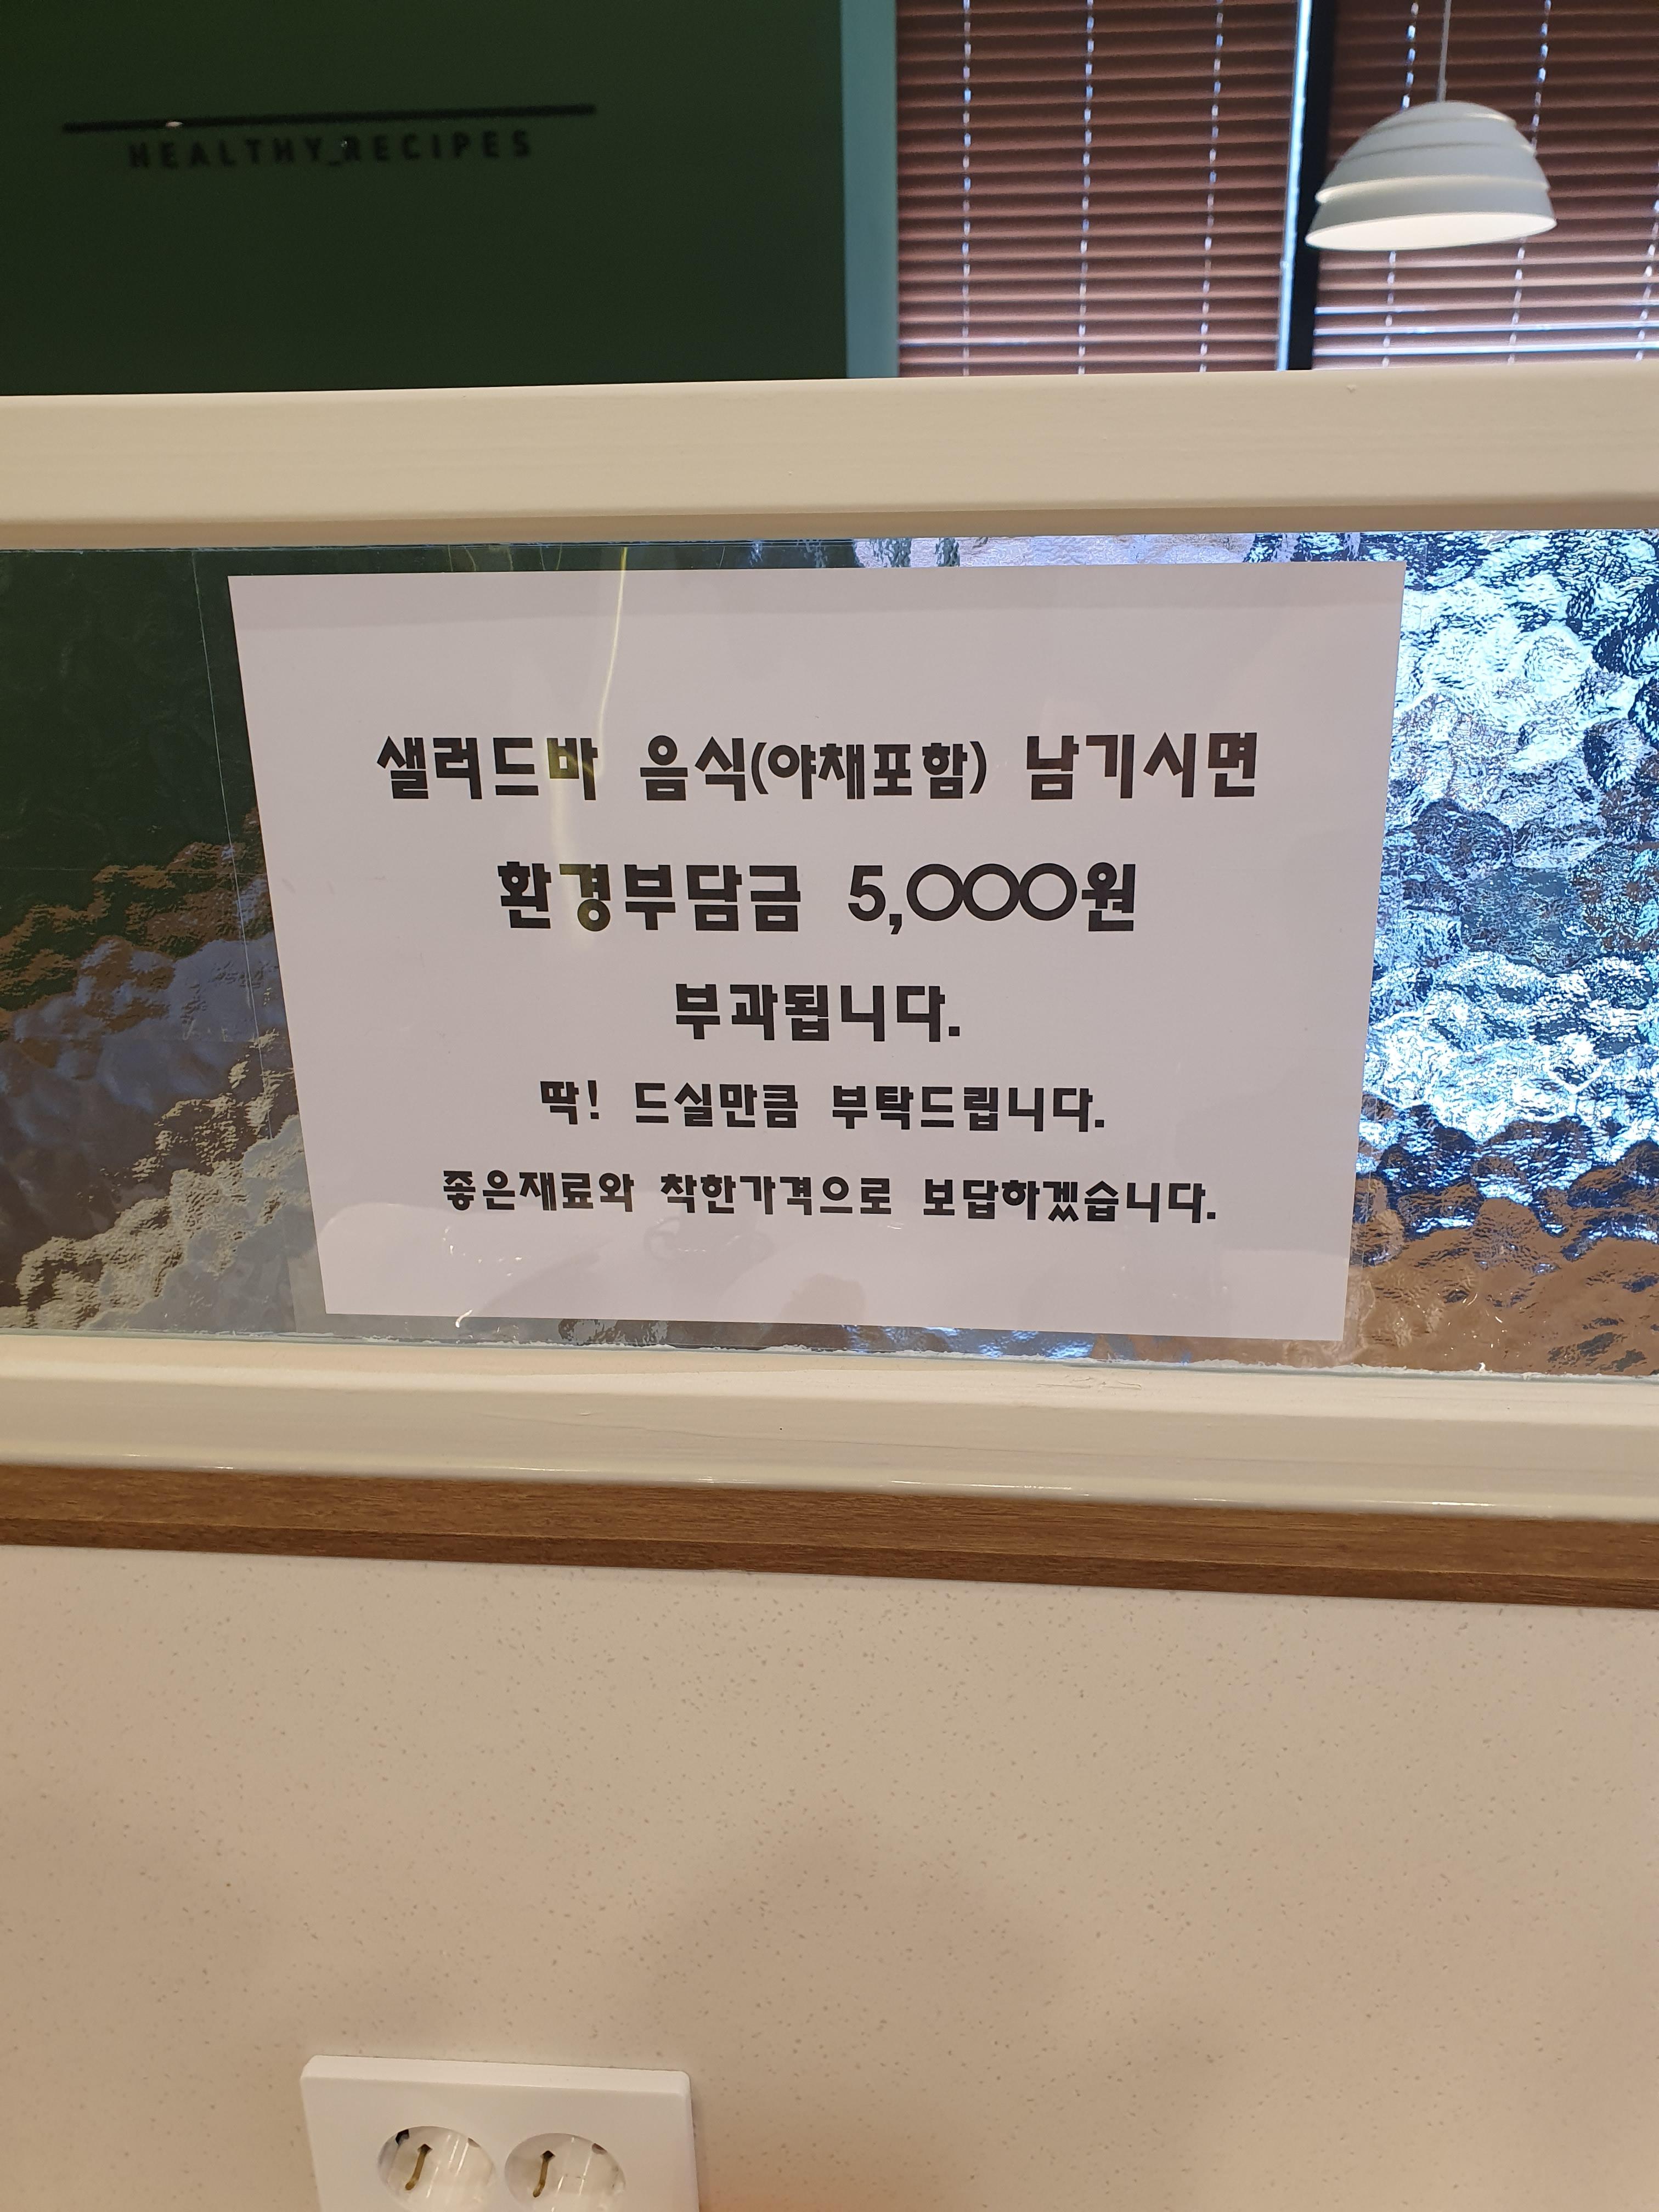 HEALTHY_RECIPES
샐러드바 음식(야채포함) 남기시면
환경부담금 5,000원
부과됩니다.
딱! 드실만큼 부탁드립니다.
좋은재료와 착한가격으로 보답하겠습니다.